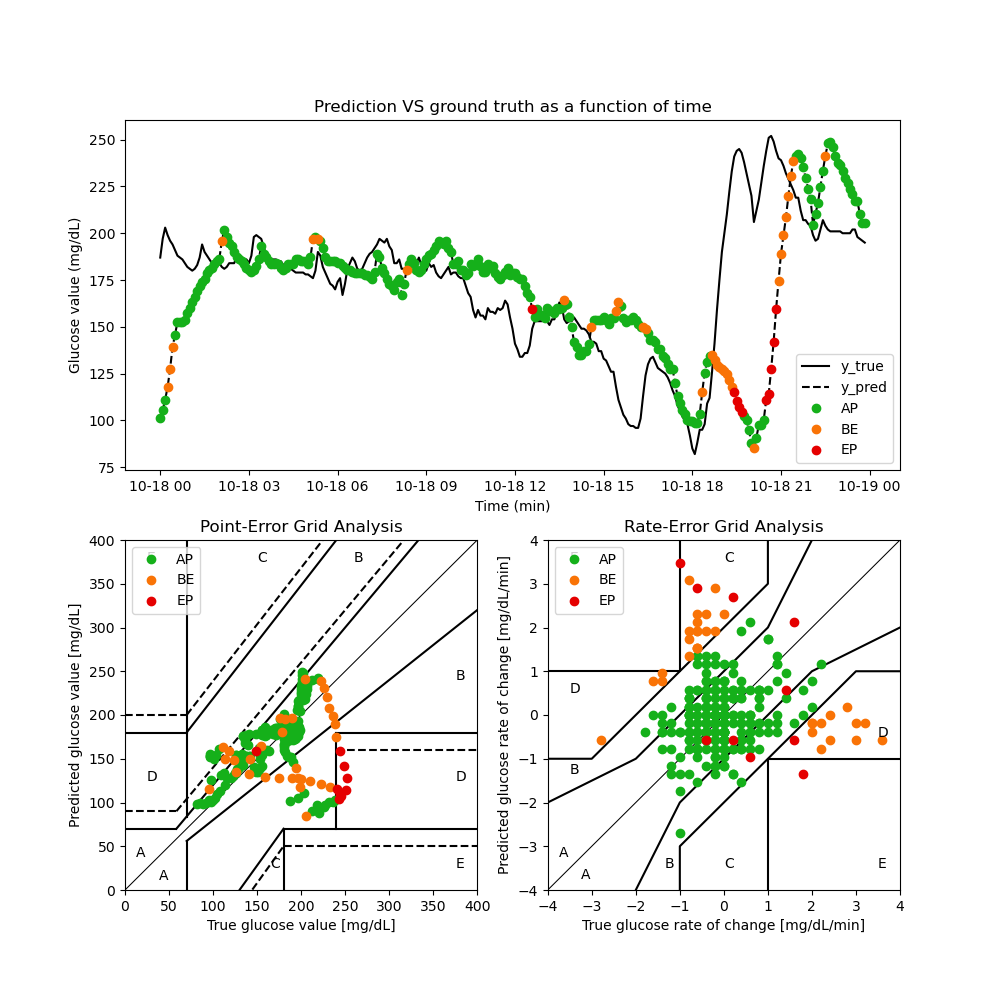 Prediction VS ground truth as a function of time
Glucose value (mg/dL)
250
225
200
175
150
125
100
75
y_true
y_pred
AP
BE
EP
10-18 00 10-18 03 10-18 06 10-18 09 10-18 12 10-18 15 10-18 18 10-18 21 10-19 00
Time (min)
Point-Error Grid Analysis
Predicted glucose value [mg/dL]
400
350
300
250
200
150
100
50
0
AP
BE
EP
C
B
B
D
D
A
A
C
E
0 50 100 150 200 250 300 350 400
True glucose value [mg/dL]
Rate-Error Grid Analysis
Predicted glucose rate of change [mg/dL/min]
4
3
2
1
0
−1
−2
−3
−4
AP
BE
EP
C
D
D
B
A
A
B
C
E
−4 −3 −2 −1 0 1 2 3 4
True glucose rate of change [mg/dL/min]